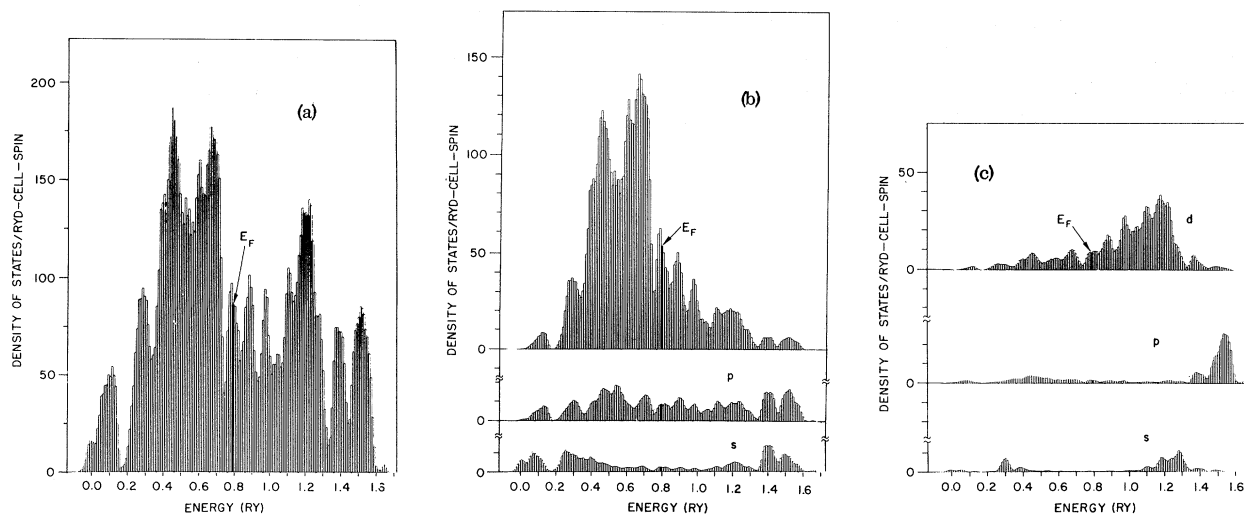 (a)
DENSITY OF STATES/RYD-CELL-SPIN
200
150
100
50
0
E_F
0.0 0.2 0.4 0.6 0.8 1.0 1.2 1.4 1.6
ENERGY (RY)
(b)
DENSITY OF STATES/RYD-CELL-SPIN
150
100
50
0
E_F
p
0
s
0
0.0 0.2 0.4 0.6 0.8 1.0 1.2 1.4 1.6
ENERGY (RY)
(c)
DENSITY OF STATES/RYD-CELL-SPIN
50
0
E_F
d
p
0
s
0
0.0 0.2 0.4 0.6 0.8 1.0 1.2 1.4 1.6
ENERGY (RY)